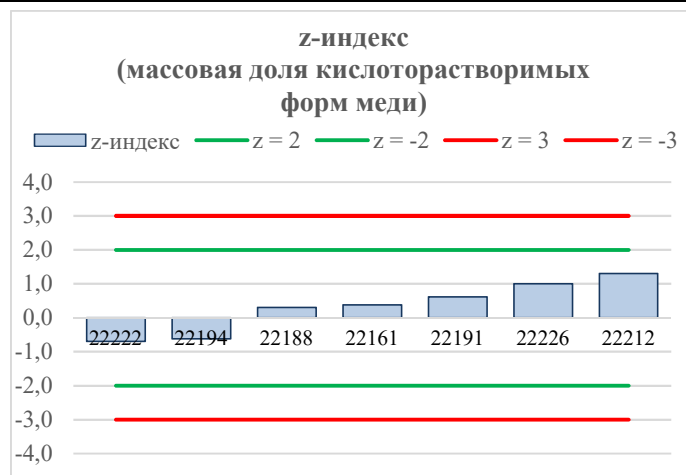 z-индекс
(массовая доля кислоторастворимых
форм меди)
z-индекс z = 2 z = -2 z = 3 z = -3
4,0
3,0
2,0
1,0
0,0
22222 22194 22188 22161 22191 22226 22212
-1,0
-2,0
-3,0
-4,0